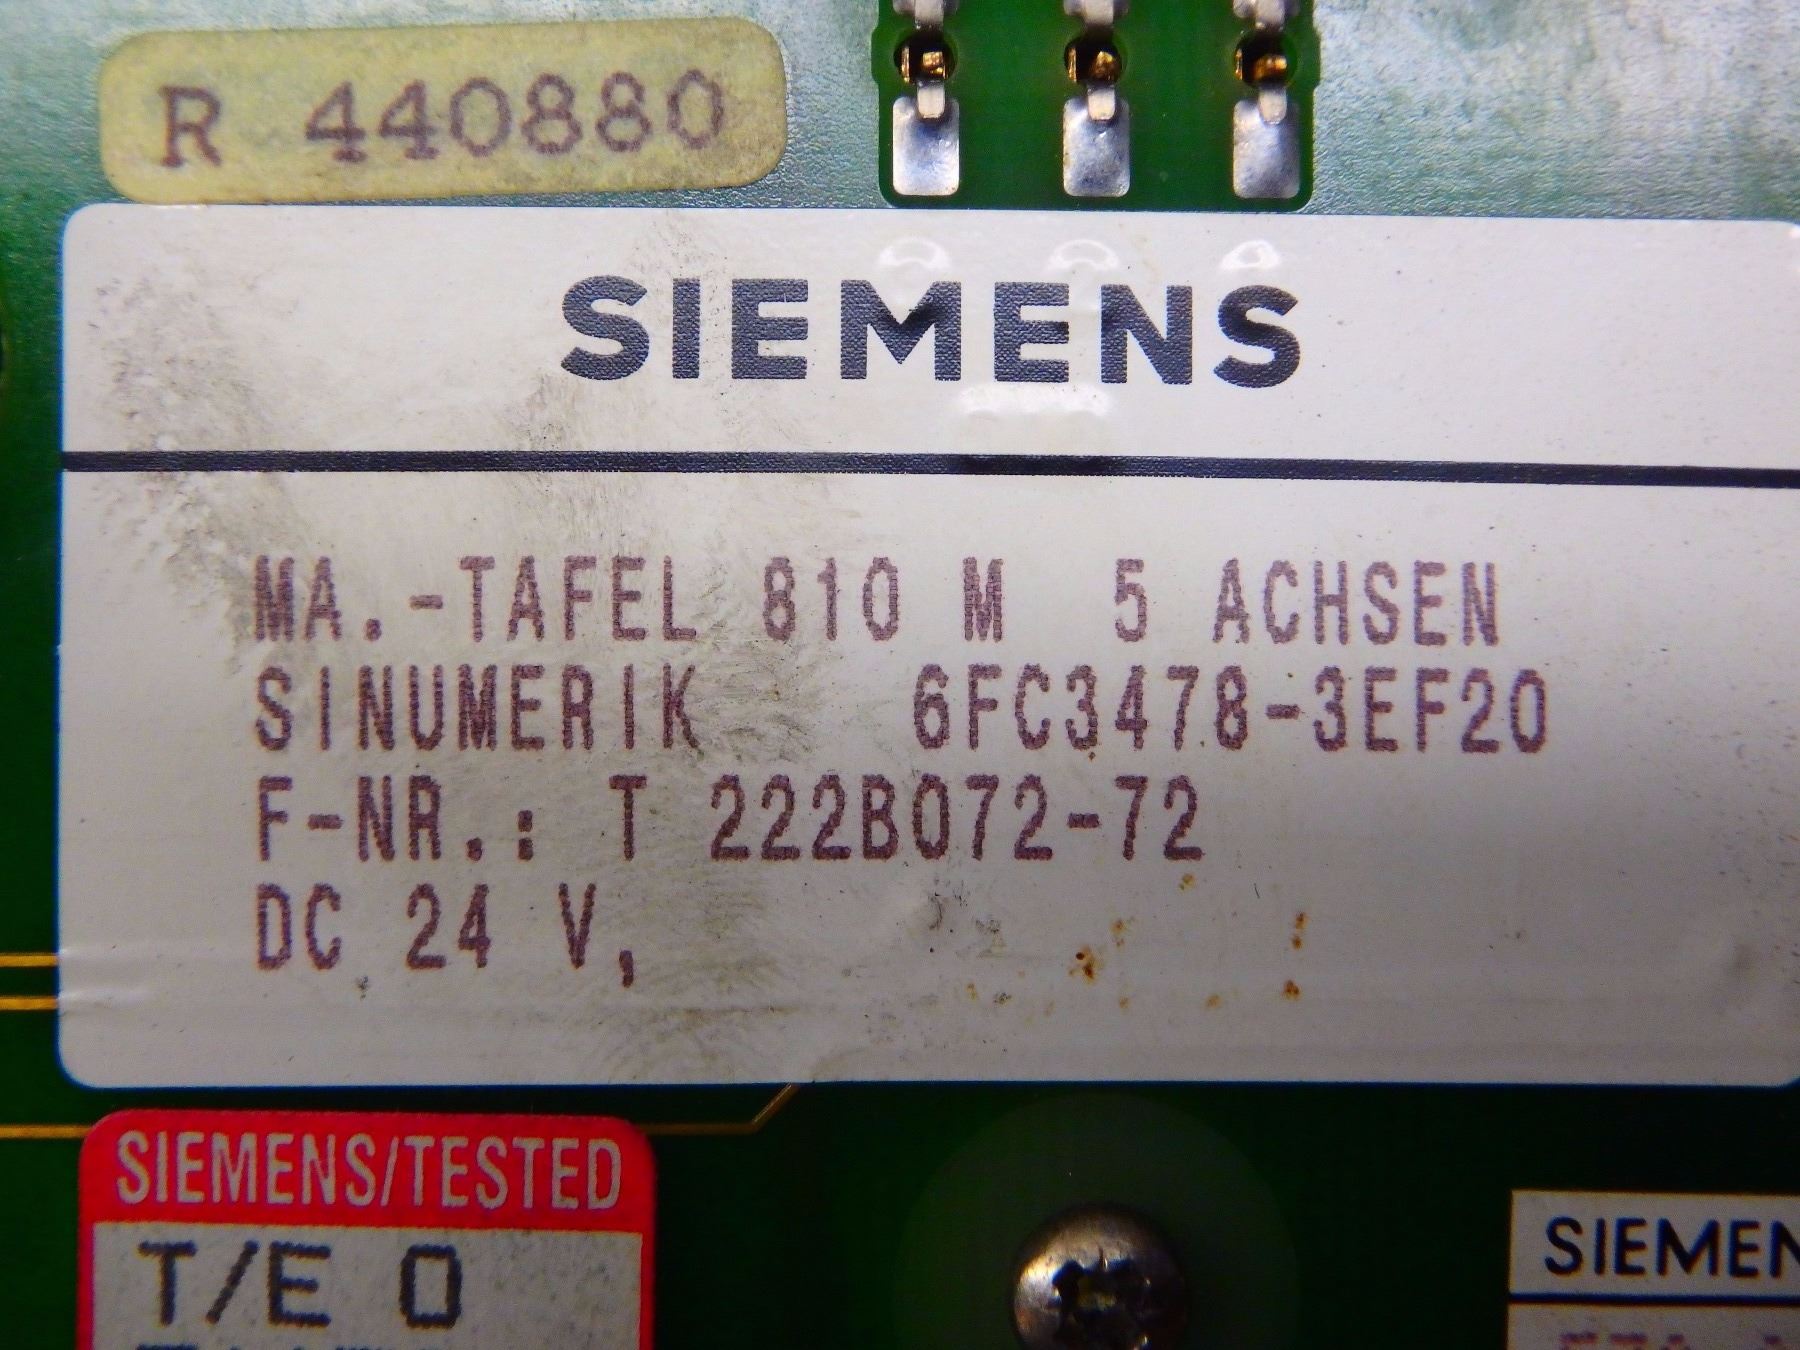 R 440880
SIEMENS
MA.-TAFEL 810 M 5 ACHSEN
SINUMERIK 6FC3478-3EF20
F-NR.: T 222B072-72
DC 24 V,
SIEMENS/TESTED
T/E 0
SIEMEN